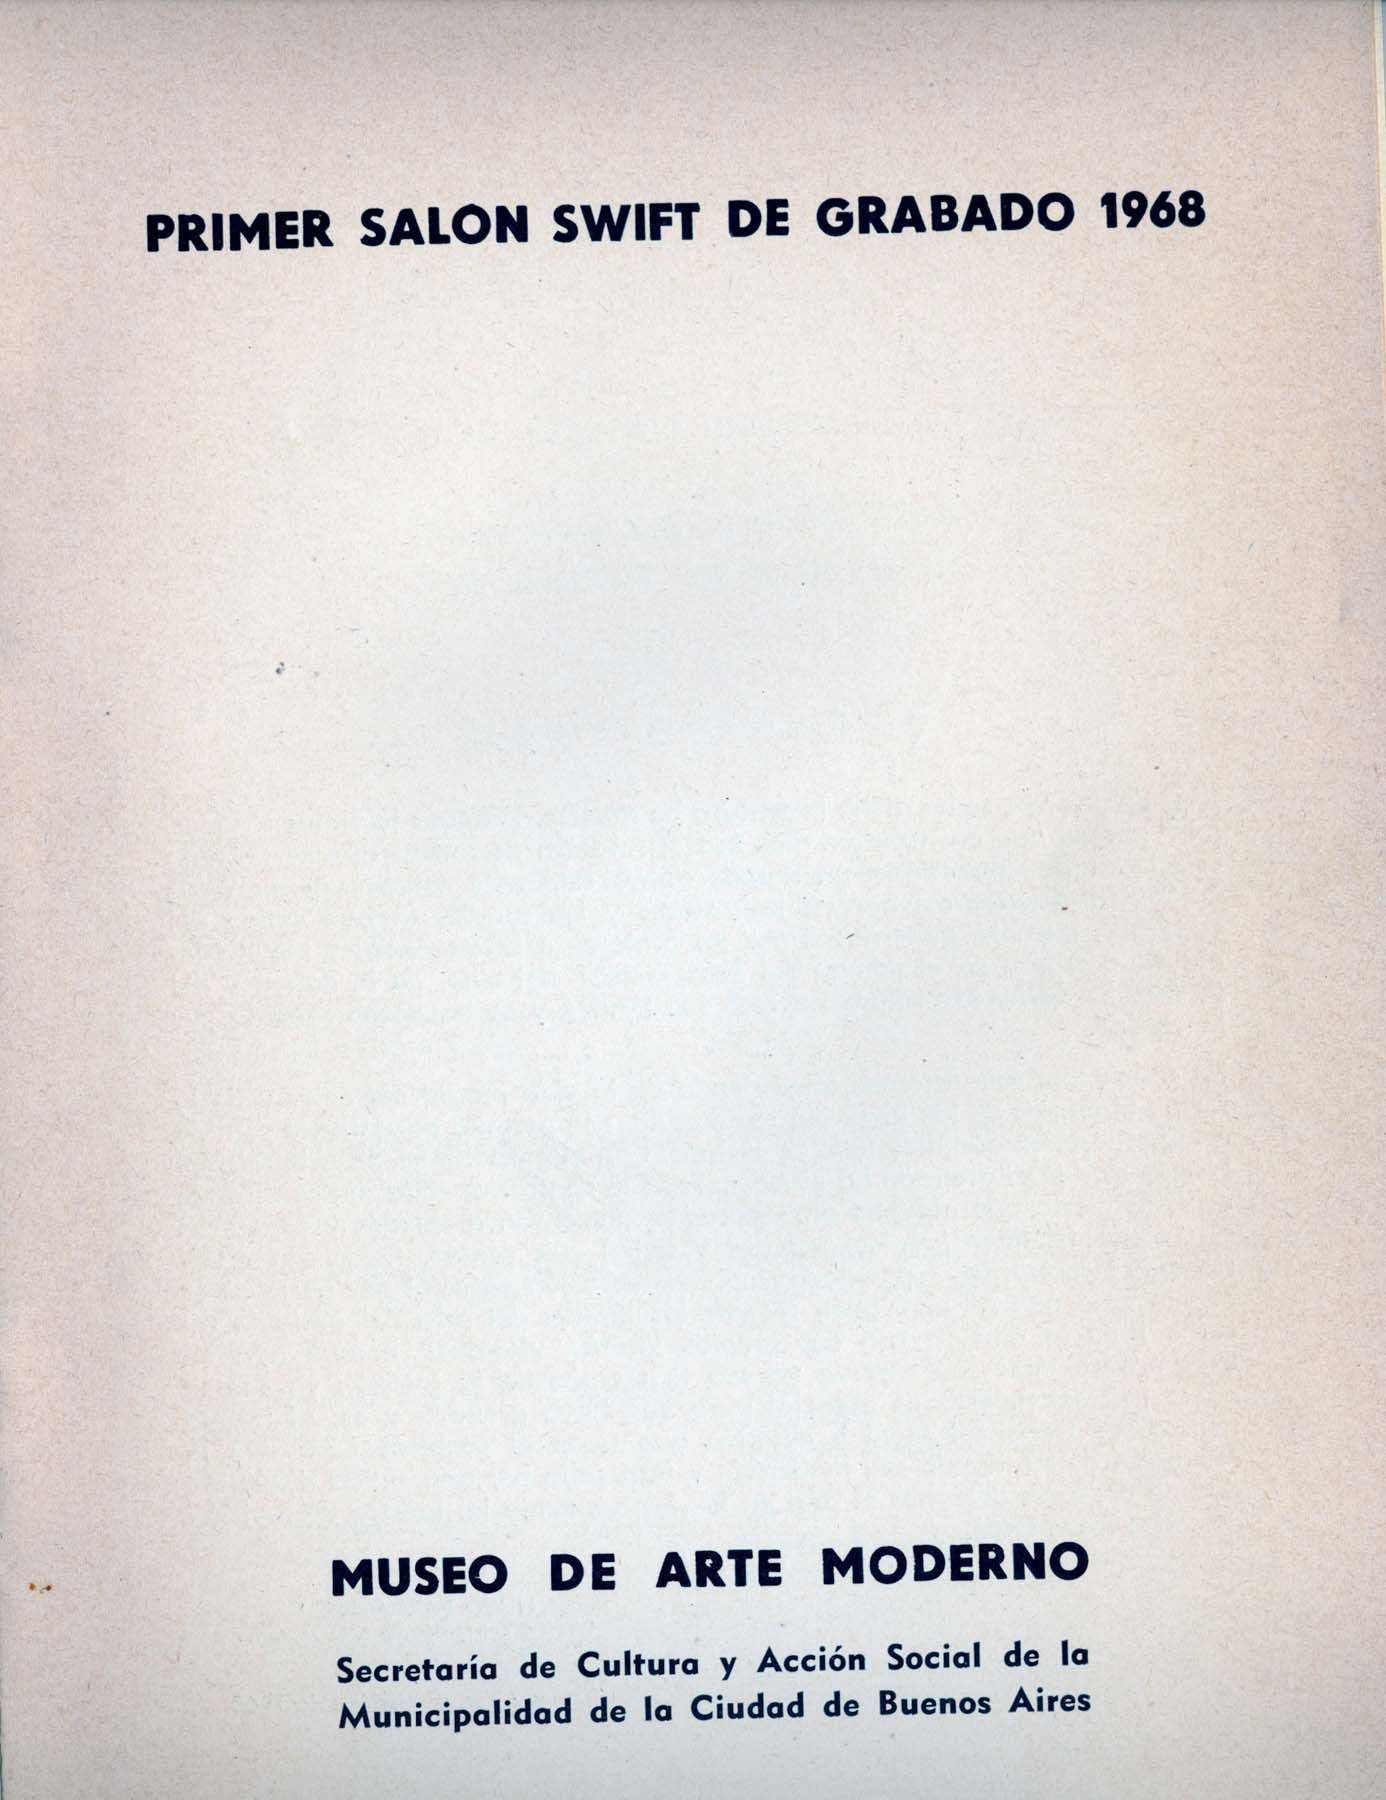 PRIMER SALON SWIFT DE GRABADO 1968
MUSEO DE ARTE MODERNO
Secretaría de Cultura y Acción Social de la
Municipalidad de la Ciudad de Buenos Aires